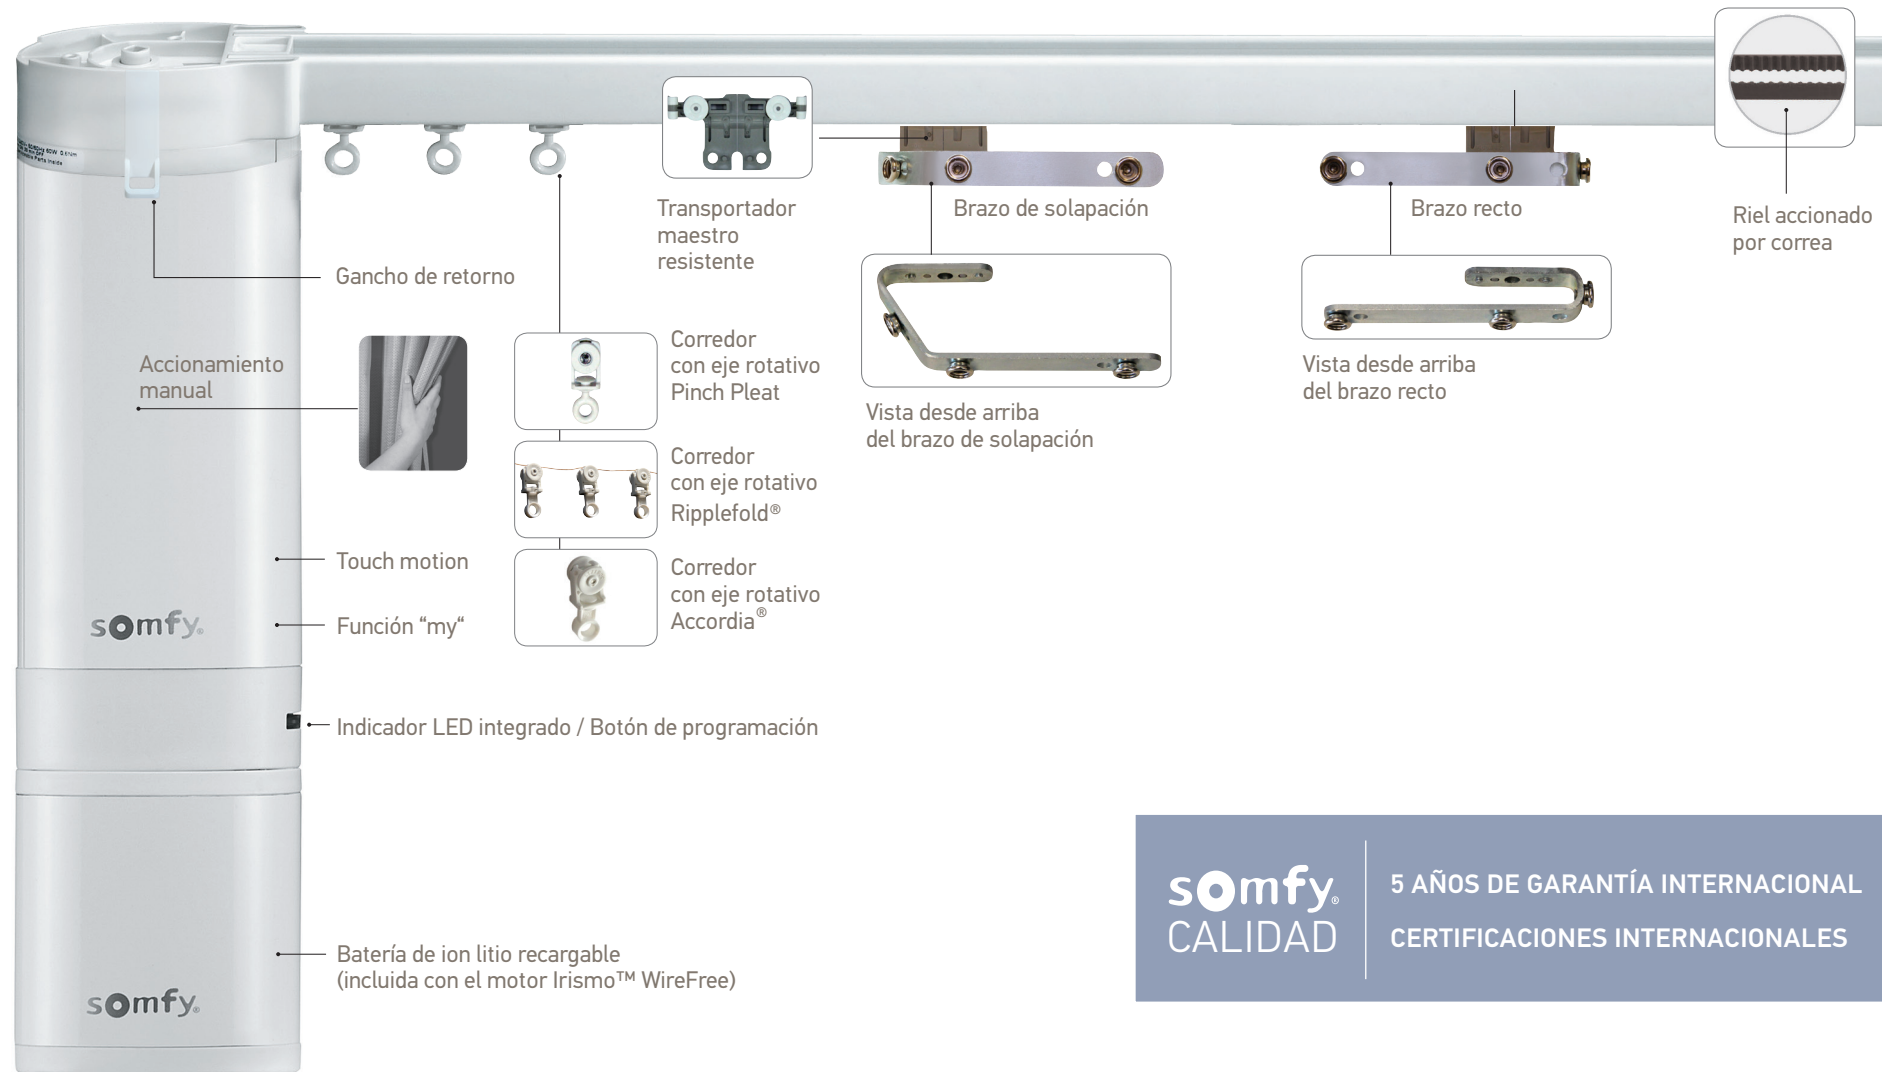 Transportador
maestro
resistente
Brazo de solapación
Brazo recto
Riel accionado
por correa
Gancho de retorno
Accionamiento
manual
Corredor
con eje rotativo
Pinch Pleat
Vista desde arriba
del brazo de solapación
Vista desde arriba
del brazo recto
Corredor
con eje rotativo
Ripplefold®
Corredor
con eje rotativo
Accordia®
Touch motion
somfy®
Función “my“
Indicador LED integrado / Botón de programación
Batería de ion litio recargable
(incluida con el motor Irismo™ WireFree)
somfy®
somfy®
CALIDAD
5 AÑOS DE GARANTÍA INTERNACIONAL
CERTIFICACIONES INTERNACIONALES